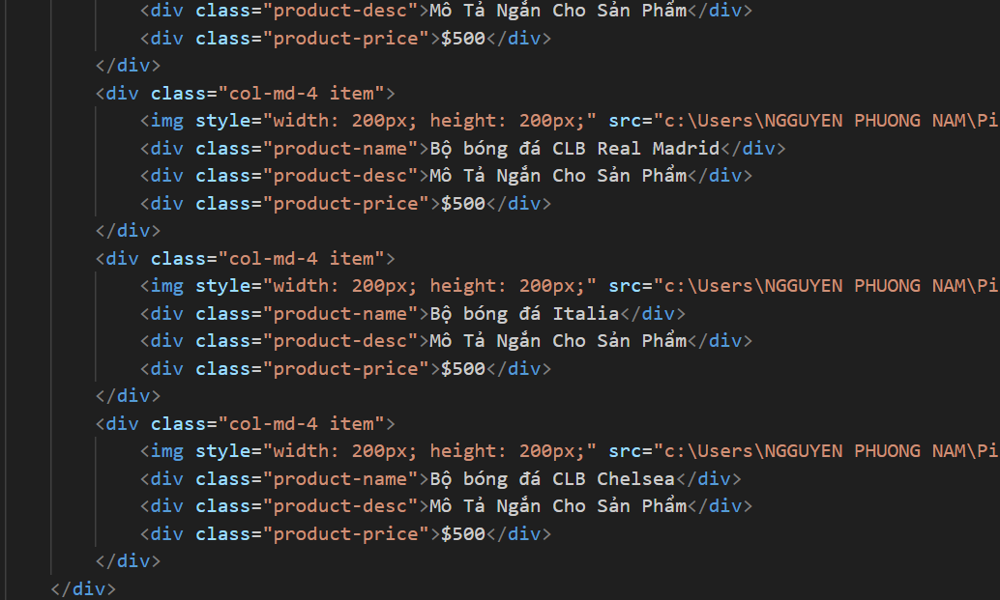 <div class="product-desc">Mô Tả Ngắn Cho Sản Phẩm</div>
<div class="product-price">$500</div>
</div>
<div class="col-md-4 item">
<img style="width: 200px; height: 200px;" src="c:\Users\NGGUYEN PHUONG NAM\Pi
<div class="product-name">Bộ bóng đá CLB Real Madrid</div>
<div class="product-desc">Mô Tả Ngắn Cho Sản Phẩm</div>
<div class="product-price">$500</div>
</div>
<div class="col-md-4 item">
<img style="width: 200px; height: 200px;" src="c:\Users\NGGUYEN PHUONG NAM\Pi
<div class="product-name">Bộ bóng đá Italia</div>
<div class="product-desc">Mô Tả Ngắn Cho Sản Phẩm</div>
<div class="product-price">$500</div>
</div>
<div class="col-md-4 item">
<img style="width: 200px; height: 200px;" src="c:\Users\NGGUYEN PHUONG NAM\Pi
<div class="product-name">Bộ bóng đá CLB Chelsea</div>
<div class="product-desc">Mô Tả Ngắn Cho Sản Phẩm</div>
<div class="product-price">$500</div>
</div>
</div>